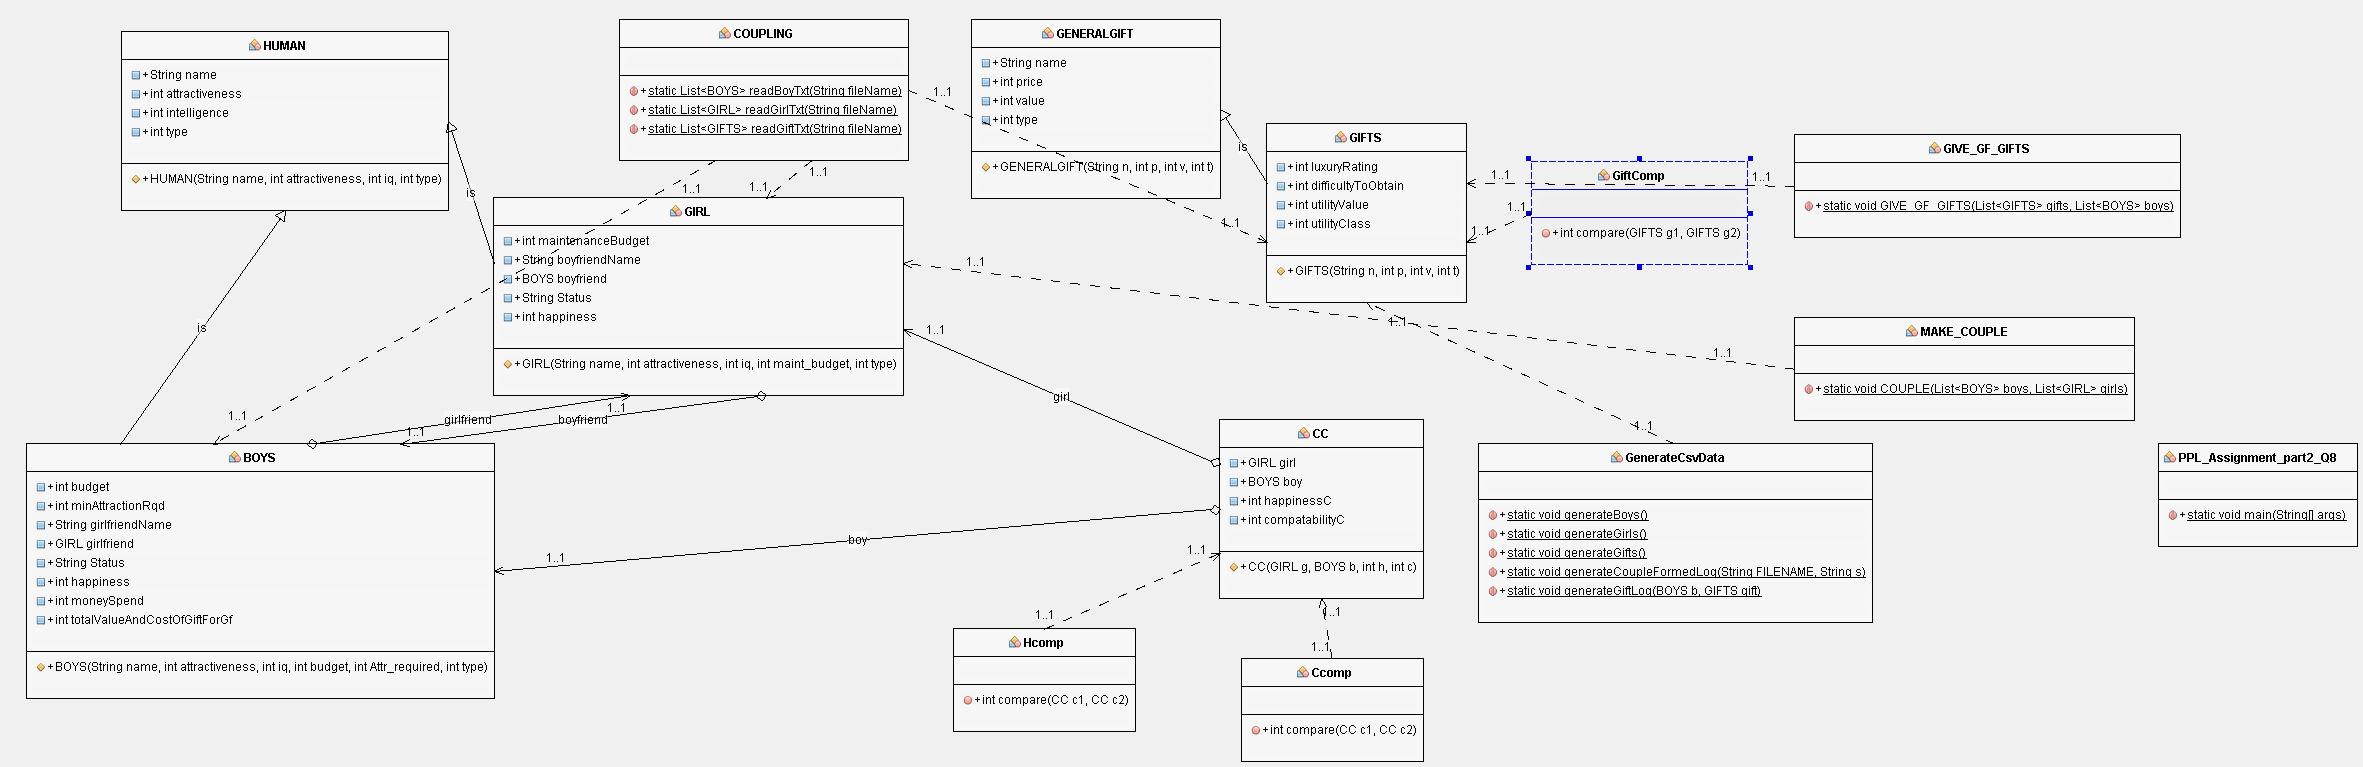 HUMAN
+String name
+int attractiveness
+int intelligence
+int type
+HUMAN(String name, int attractiveness, int iq, int type)
COUPLING
+static List<BOYS> readBoyTxt(String fileName)
+static List<GIRL> readGirlTxt(String fileName)
+static List<GIFTS> readGiftTxt(String fileName)
GENERALGIFT
+String name
+int price
+int value
+int type
+GENERALGIFT(String n, int p, int v, int t)
GIFTS
+int luxuryRating
+int difficultyToObtain
+int utilityValue
+int utilityClass
+GIFTS(String n, int p, int v, int t)
GiftComp
+int compare(GIFTS g1, GIFTS g2)
GIVE_GF_GIFTS
+static void GIVE_GF_GIFTS(List<GIFTS> gifts, List<BOYS> boys)
1..1
1..1
1..1
1..1
1..1
is
1..1
1..1
1..1
1..1
1..1
is
GIRL
+int maintenanceBudget
+String boyfriendName
+BOYS boyfriend
+String Status
+int happiness
+GIRL(String name, int attractiveness, int iq, int maint_budget, int type)
1..1
is
1..1
1..1
1..1
MAKE_COUPLE
+static void COUPLE(List<BOYS> boys, List<GIRL> girls)
girl
1..1
1..1
girlfriend
boyfriend
1..1
1..1
BOYS
+int budget
+int minAttractionRqd
+String girlfriendName
+GIRL girlfriend
+String Status
+int happiness
+int moneySpend
+int totalValueAndCostOfGiftForGf
+BOYS(String name, int attractiveness, int iq, int budget, int Attr_required, int type)
CC
+GIRL girl
+BOYS boy
+int happinessC
+int compatabilityC
+CC(GIRL g, BOYS b, int h, int c)
GenerateCsvData
+static void generateBoys()
+static void generateGirls()
+static void generateGifts()
+static void generateCoupleFormedLog(String FILENAME, String s)
+static void generateGiftLog(BOYS b, GIFTS gift)
PPL_Assignment_part2_Q8
+static void main(String[] args)
boy
1..1
1..1
1..1
1..1
1..1
Hcomp
+int compare(CC c1, CC c2)
Ccomp
+int compare(CC c1, CC c2)